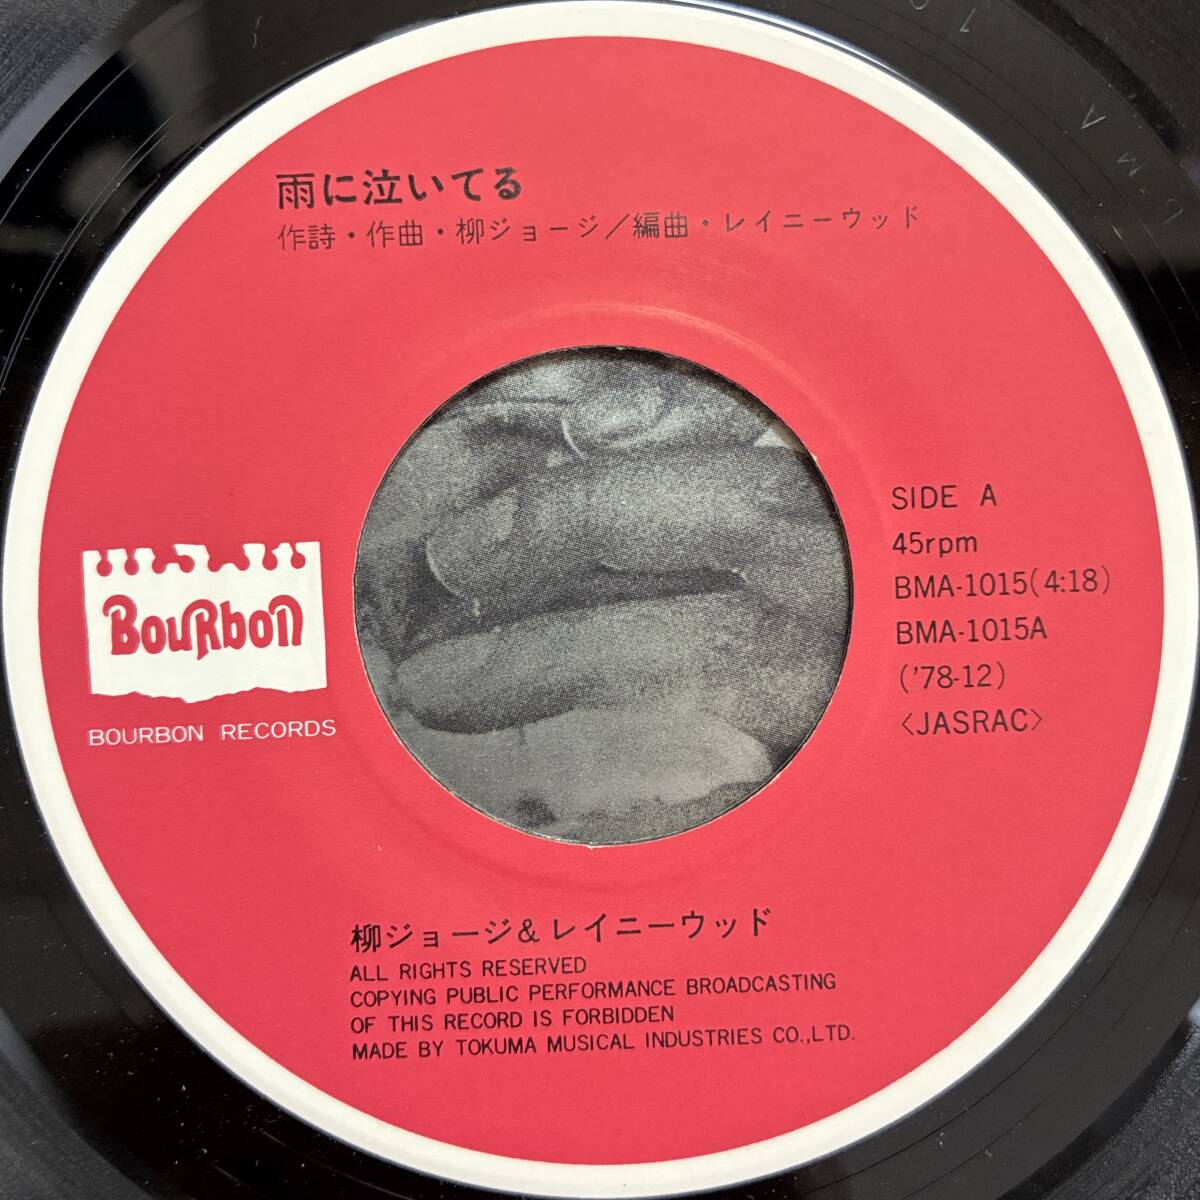 雨に泣いてる
作詩・作曲・柳ジョージ/編曲・レイニーウッド
SIDE A
45rpm
BMA-1015(4:18)
BMA-1015A
('78-12)
〈JASRAC〉
BouRbon
BOURBON RECORDS
柳ジョージ&レイニーウッド
ALL RIGHTS RESERVED
COPYING PUBLIC PERFORMANCE BROADCASTING
OF THIS RECORD IS FORBIDDEN
MADE BY TOKUMA MUSICAL INDUSTRIES CO.,LTD.